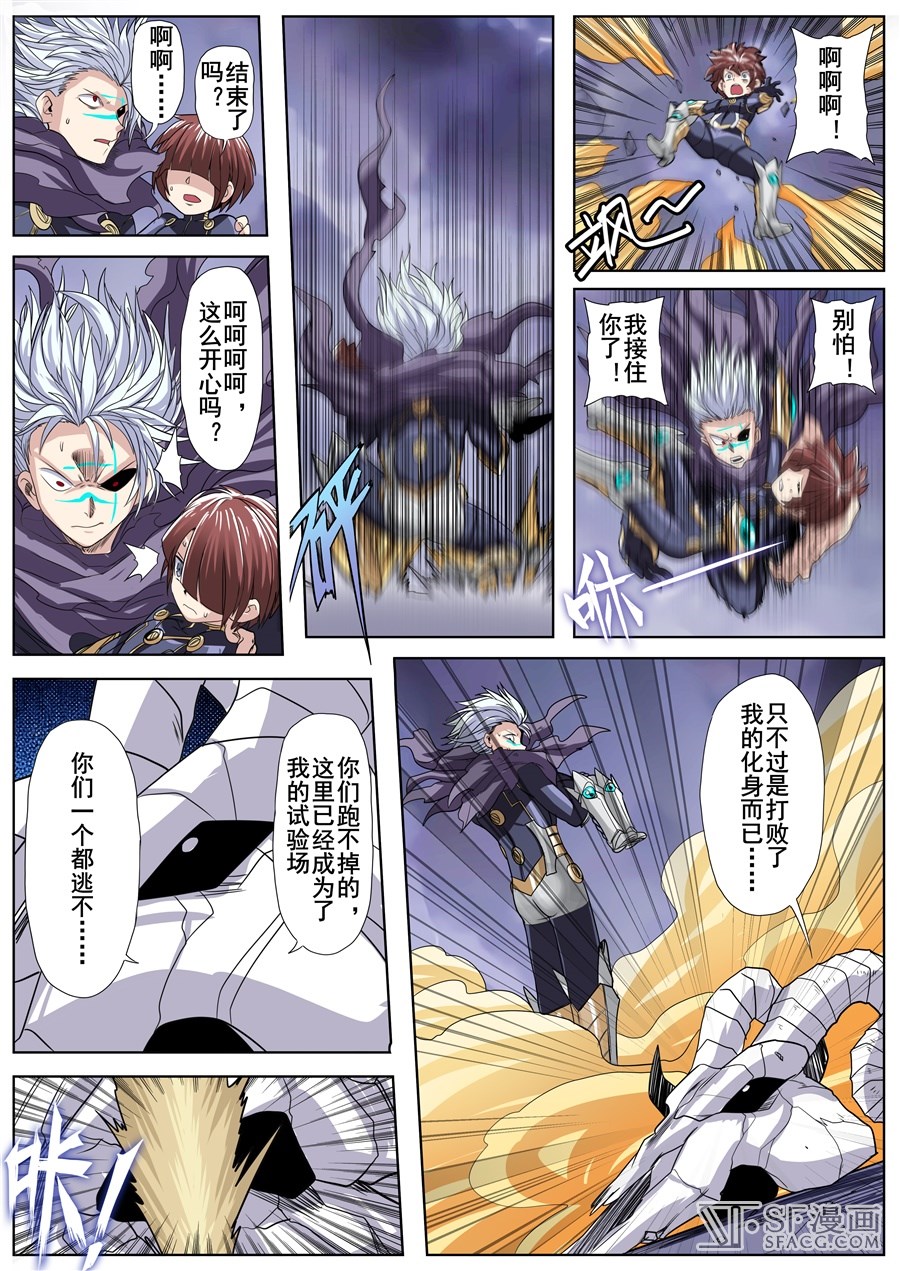 啊啊啊！
飒～
别怕！
我接住
你了！
咻
砰
结束了
吗？
啊啊……
呵呵呵呵，
这么开心吗？
只不过是打败了
我的化身而已……
你们跑不掉的，
这里已经成为了
我的试验场
你们一个都逃不……
咔！
SF漫画
SFACG.COM